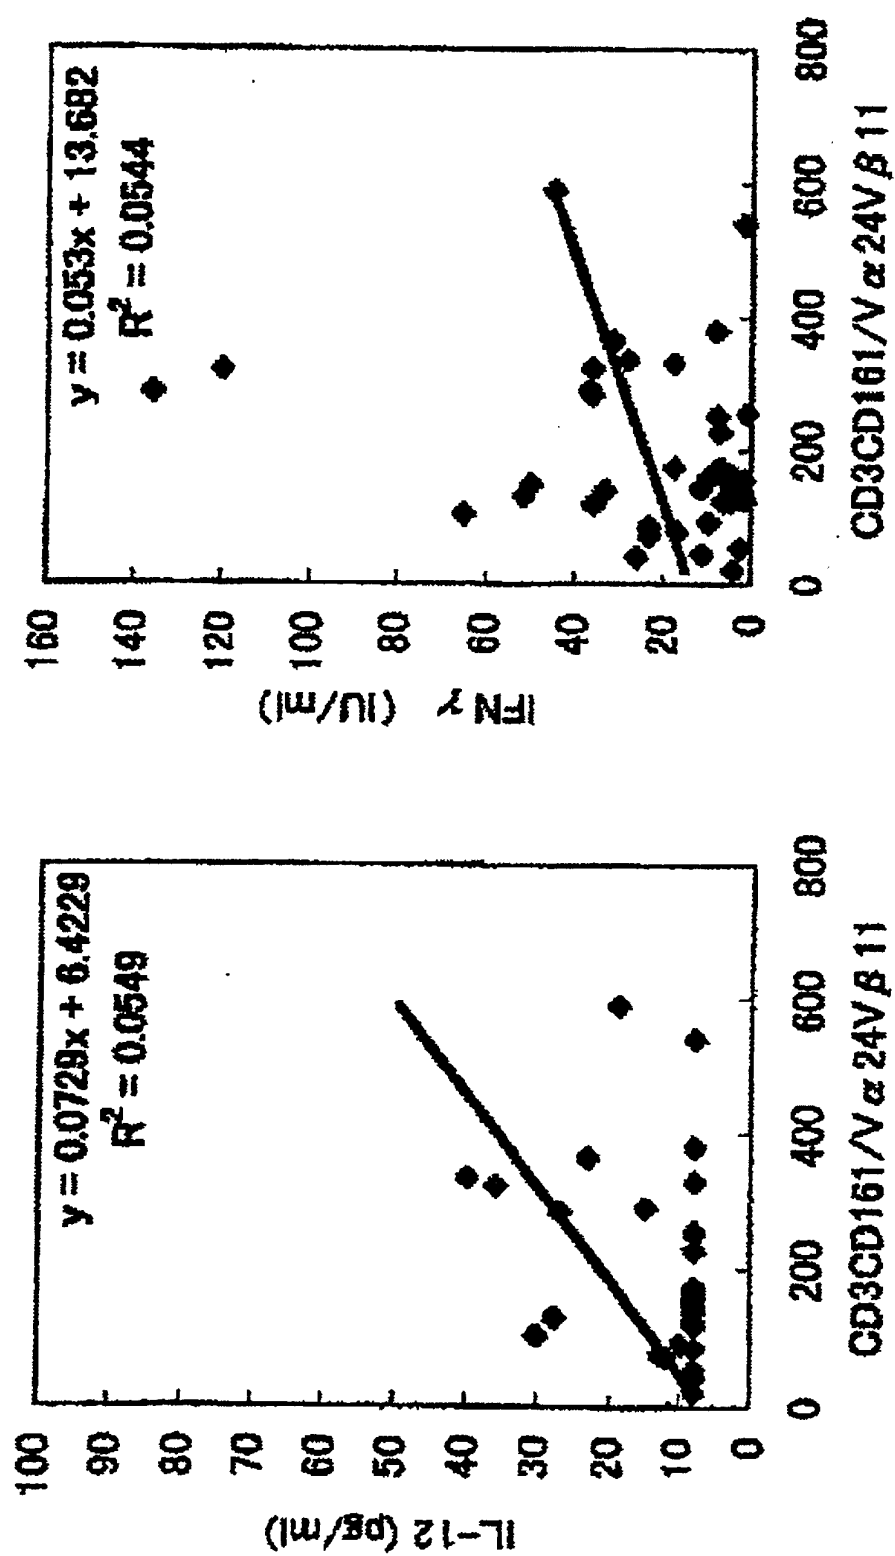 y = 0.0729x + 6.4229
R² = 0.0549
100
90
80
70
60
50
40
30
20
10
0
IL-12 (pg/ml)
0 200 400 600 800
CD3CD161/Vα24Vβ11
y = 0.053x + 13.682
R² = 0.0544
160
140
120
100
80
60
40
20
0
IFNγ (IU/ml)
0 200 400 600 800
CD3CD161/Vα24Vβ11